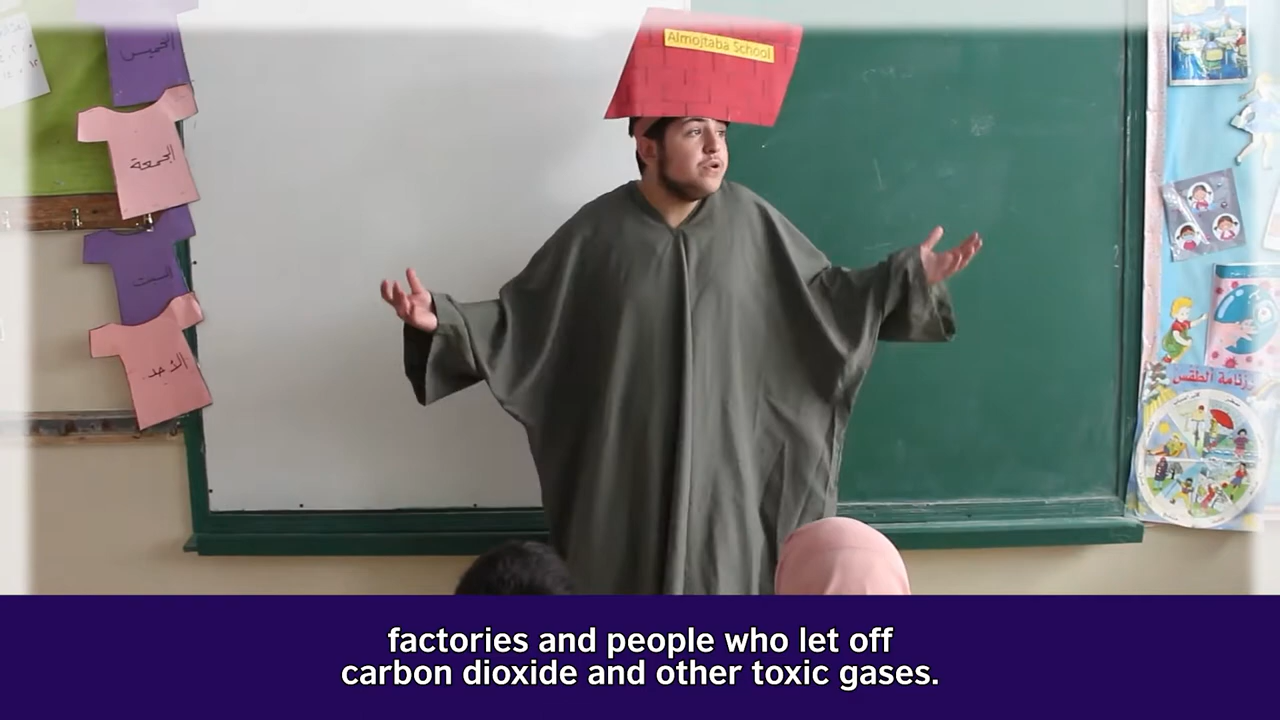 Almojtaba School
الخميس
الجمعة
السبت
الأحد
رزنامة الطقس
factories and people who let off
carbon dioxide and other toxic gases.